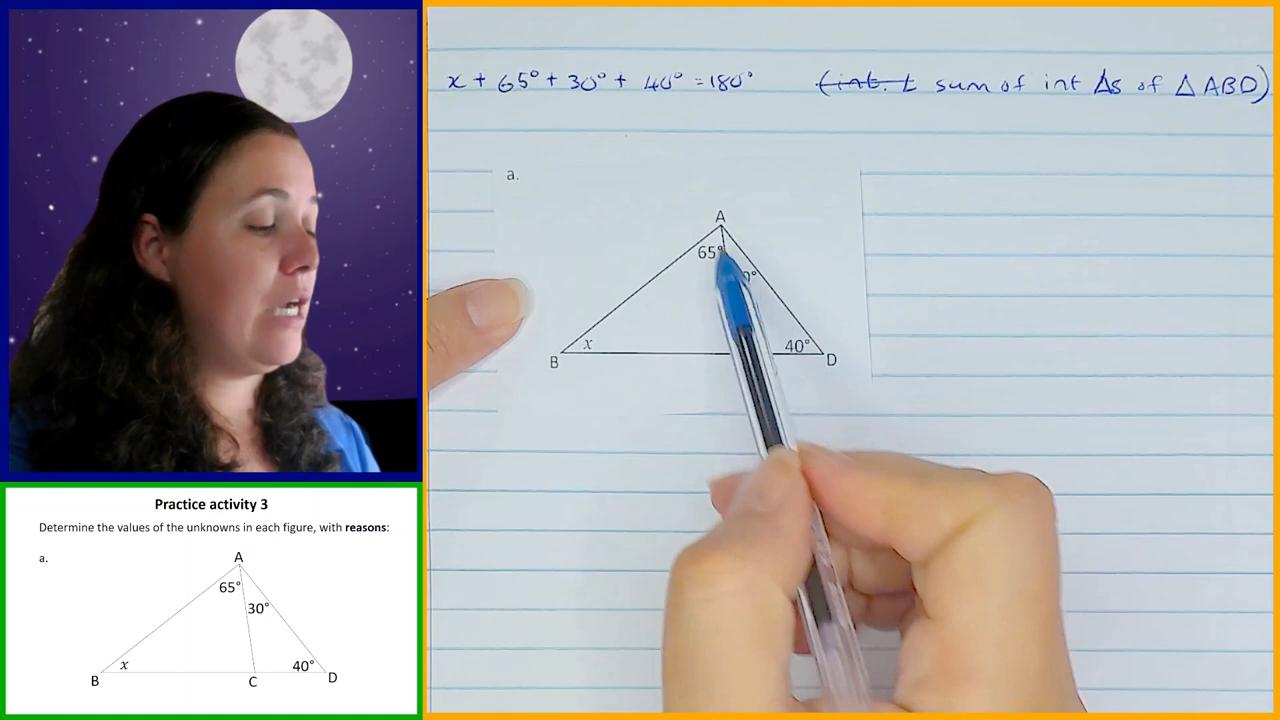 x + 65° + 30° + 40° = 180° (int. ∠ sum of int ∆s of ∆ ABD)
a.
A
65°
0°
x
40°
B
D
Practice activity 3
Determine the values of the unknowns in each figure, with reasons:
a.
A
65°
30°
x
40°
B
C
D